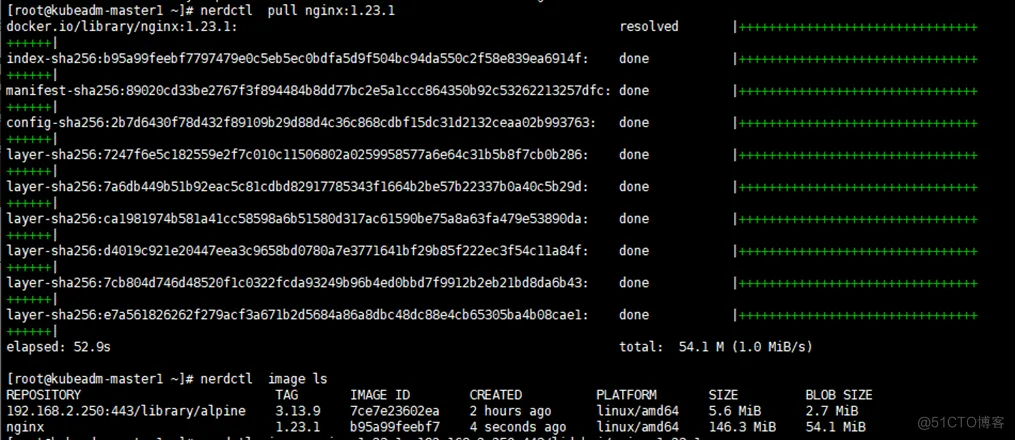 [root@kubeadm-master1 ~]# nerdctl  pull nginx:1.23.1
docker.io/library/nginx:1.23.1: resolved |++++++++++++++++++++++++++++++++
++++++|
index-sha256:b95a99feebf7797479e0c5eb5ec0bdfa5d9f504bc94da550c2f58e839ea6914f: done |++++++++++++++++++++++++++++++++
++++++|
manifest-sha256:89020cd33be2767f3f894484b8dd77bc2e5a1ccc864350b92c53262213257dfc: done |++++++++++++++++++++++++++++++++
++++++|
config-sha256:2b7d6430f78d432f89109b29d88d4c36c868cdbf15dc31d2132ceaa02b993763: done |++++++++++++++++++++++++++++++++
++++++|
layer-sha256:7247f6e5c182559e2f7c010c11506802a0259958577a6e64c31b5b8f7cb0b286: done |++++++++++++++++++++++++++++++++
++++++|
layer-sha256:7a6db449b51b92eac5c81cdbd82917785343f1664b2be57b22337b0a40c5b29d: done |++++++++++++++++++++++++++++++++
++++++|
layer-sha256:ca1981974b581a41cc58598a6b51580d317ac61590be75a8a63fa479e53890da: done |++++++++++++++++++++++++++++++++
++++++|
layer-sha256:d4019c921e20447eea3c9658bd0780a7e3771641bf29b85f222ec3f54c11a84f: done |++++++++++++++++++++++++++++++++
++++++|
layer-sha256:7cb804d746d48520f1c0322fcda93249b96b4ed0bbd7f9912b2eb21bd8da6b43: done |++++++++++++++++++++++++++++++++
++++++|
layer-sha256:e7a561826262f279acf3a671b2d5684a86a8dbc48dc88e4cb65305ba4b08cae1: done |++++++++++++++++++++++++++++++++
++++++|
elapsed: 52.9s total:  54.1 M (1.0 MiB/s)
[root@kubeadm-master1 ~]# nerdctl  image ls
REPOSITORY TAG IMAGE ID CREATED PLATFORM SIZE BLOB SIZE
192.168.2.250:443/library/alpine 3.13.9 7ce7e23602ea 2 hours ago linux/amd64 5.6 MiB 2.7 MiB
nginx 1.23.1 b95a99feebf7 4 seconds ago linux/amd64 146.3 MiB 54.1 MiB
@51CTO博客